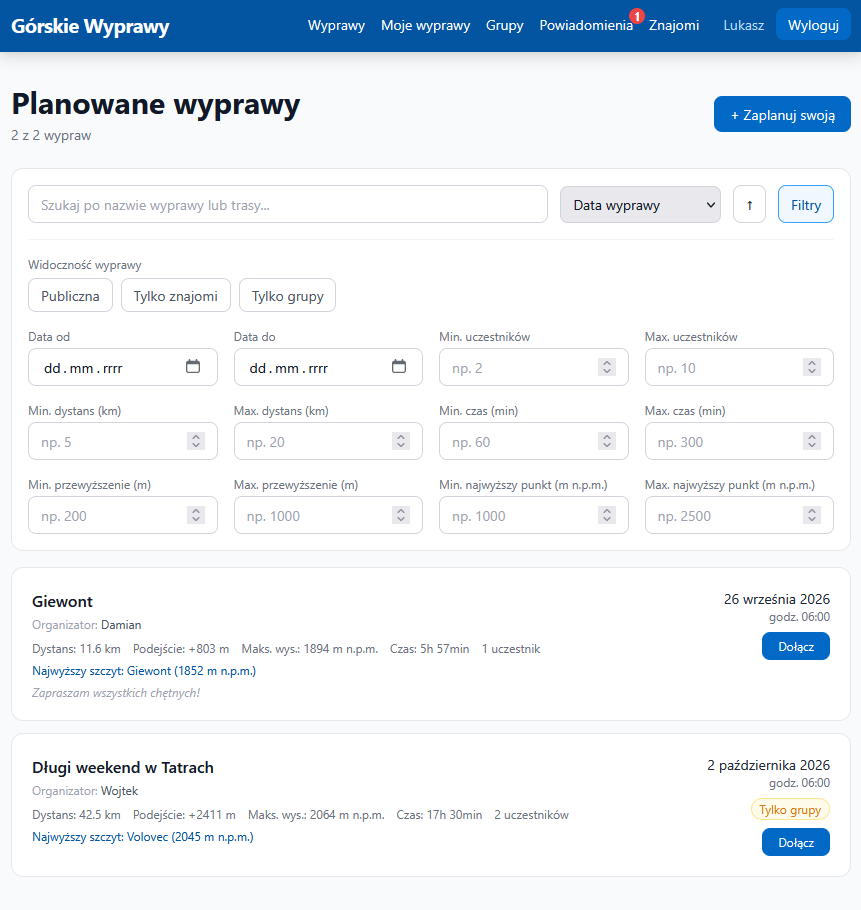 Górskie Wyprawy Wyprawy Moje wyprawy Grupy Powiadomienia 1 Znajomi Lukasz Wyloguj
Planowane wyprawy
2 z 2 wypraw
+ Zaplanuj swoją
Szukaj po nazwie wyprawy lub trasy... Data wyprawy ↑ Filtry
Widoczność wyprawy
Publiczna Tylko znajomi Tylko grupy
Data od Data do Min. uczestników Max. uczestników
dd.mm.rrrr dd.mm.rrrr np. 2 np. 10
Min. dystans (km) Max. dystans (km) Min. czas (min) Max. czas (min)
np. 5 np. 20 np. 60 np. 300
Min. przewyższenie (m) Max. przewyższenie (m) Min. najwyższy punkt (m n.p.m.) Max. najwyższy punkt (m n.p.m.)
np. 200 np. 1000 np. 1000 np. 2500
Giewont 26 września 2026
Organizator: Damian godz. 06:00
Dystans: 11.6 km Podejście: +803 m Maks. wys.: 1894 m n.p.m. Czas: 5h 57min 1 uczestnik Dołącz
Najwyższy szczyt: Giewont (1852 m n.p.m.)
Zapraszam wszystkich chętnych!
Długi weekend w Tatrach 2 października 2026
Organizator: Wojtek godz. 06:00
Dystans: 42.5 km Podejście: +2411 m Maks. wys.: 2064 m n.p.m. Czas: 17h 30min 2 uczestników Tylko grupy
Najwyższy szczyt: Volovec (2045 m n.p.m.) Dołącz